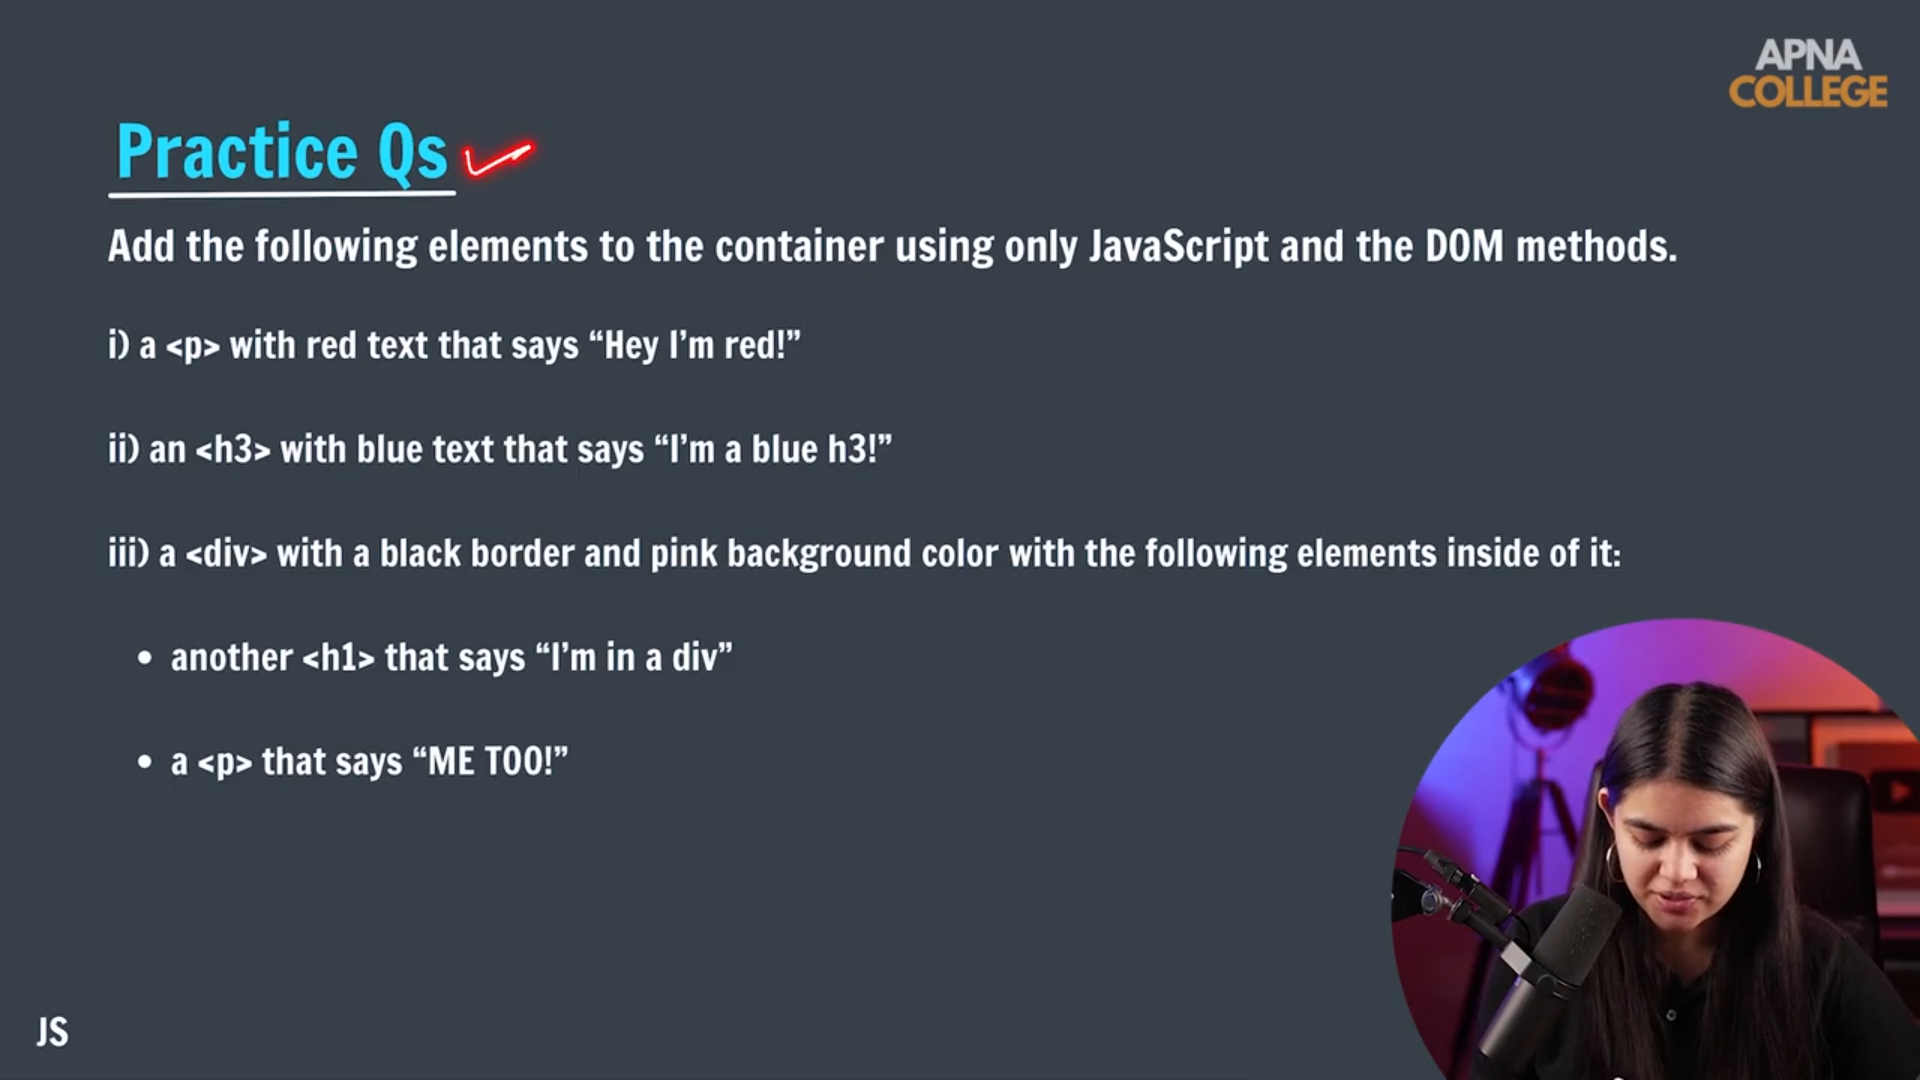 APNA
COLLEGE
Practice Qs
Add the following elements to the container using only JavaScript and the DOM methods.
i) a <p> with red text that says “Hey I’m red!”
ii) an <h3> with blue text that says “I’m a blue h3!”
iii) a <div> with a black border and pink background color with the following elements inside of it:
• another <h1> that says “I’m in a div”
• a <p> that says “ME TOO!”
JS